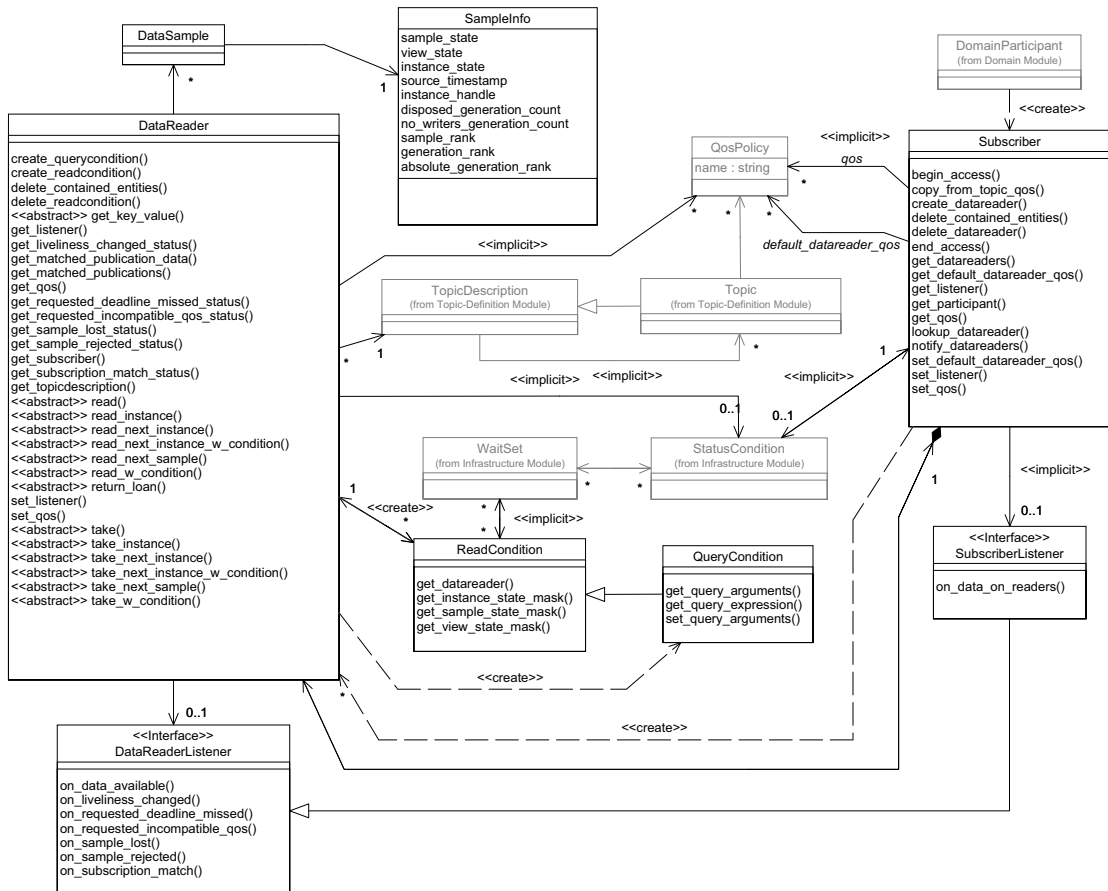 DataSample
*
SampleInfo
sample_state
view_state
instance_state
source_timestamp
instance_handle
disposed_generation_count
no_writers_generation_count
sample_rank
generation_rank
absolute_generation_rank
1
DomainParticipant
(from Domain Module)
<<create>>
DataReader
create_querycondition()
create_readcondition()
delete_contained_entities()
delete_readcondition()
<<abstract>> get_key_value()
get_listener()
get_liveliness_changed_status()
get_matched_publication_data()
get_matched_publications()
get_qos()
get_requested_deadline_missed_status()
get_requested_incompatible_qos_status()
get_sample_lost_status()
get_sample_rejected_status()
get_subscriber()
get_subscription_match_status()
get_topicdescription()
<<abstract>> read()
<<abstract>> read_instance()
<<abstract>> read_next_instance()
<<abstract>> read_next_instance_w_condition()
<<abstract>> read_next_sample()
<<abstract>> read_w_condition()
<<abstract>> return_loan()
set_listener()
set_qos()
<<abstract>> take()
<<abstract>> take_instance()
<<abstract>> take_next_instance()
<<abstract>> take_next_instance_w_condition()
<<abstract>> take_next_sample()
<<abstract>> take_w_condition()
QosPolicy
name : string
<<implicit>>
qos
*
*
*
*
default_datareader_qos
<<implicit>>
Subscriber
begin_access()
copy_from_topic_qos()
create_datareader()
delete_contained_entities()
delete_datareader()
end_access()
get_datareaders()
get_default_datareader_qos()
get_listener()
get_participant()
get_qos()
lookup_datareader()
notify_datareaders()
set_default_datareader_qos()
set_listener()
set_qos()
TopicDescription
(from Topic-Definition Module)
Topic
(from Topic-Definition Module)
*
1
*
1
<<implicit>>
<<implicit>>
<<implicit>>
0..1
0..1
WaitSet
(from Infrastructure Module)
StatusCondition
(from Infrastructure Module)
*
*
1
<<create>>
*
*
*
<<implicit>>
ReadCondition
get_datareader()
get_instance_state_mask()
get_sample_state_mask()
get_view_state_mask()
QueryCondition
get_query_arguments()
get_query_expression()
set_query_arguments()
1
<<implicit>>
0..1
<<Interface>>
SubscriberListener
on_data_on_readers()
<<create>>
*
<<create>>
0..1
<<Interface>>
DataReaderListener
on_data_available()
on_liveliness_changed()
on_requested_deadline_missed()
on_requested_incompatible_qos()
on_sample_lost()
on_sample_rejected()
on_subscription_match()